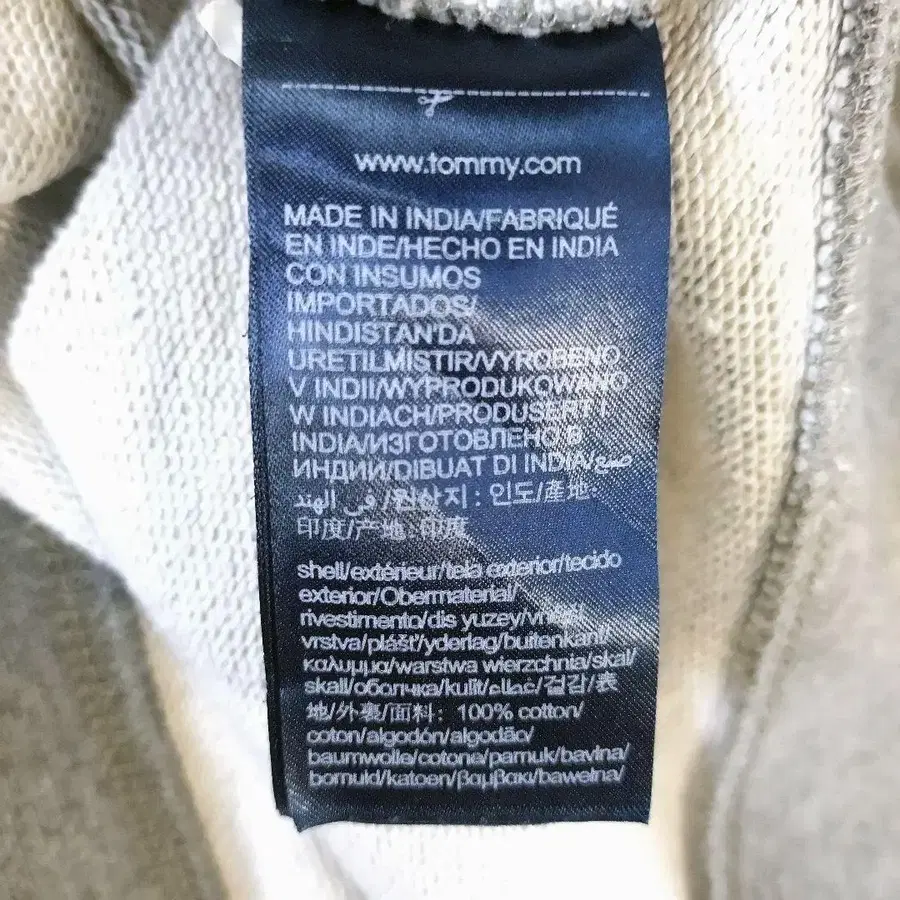 www.tommy.com
MADE IN INDIA/FABRIQUÉ
EN INDE/HECHO EN INDIA
CON INSUMOS
IMPORTADOS/
HINDISTAN'DA
URETILMISTIR/VYROBENO
V INDII/WYPRODUKOWANO
W INDIACH/PRODUSERT I
INDIA/ИЗГОТОВЛЕНО В
ИНДИИ/DIBUAT DI INDIA/صنع
في الهند/원산지: 인도/產地:
印度/产地:印度
shell/extérieur/tela exterior/tecido
exterior/Obermaterial/
rivestimento/dis yuzey/vnější
vrstva/plášť/yderlag/buitenkant/
καλυμμα/warstwa wierzchnia/skal/
skall/оболочка/kulit/غلاف/겉감/表
地/外裏/面料: 100% cotton/
coton/algodón/algodão/
baumwolle/cotone/pamuk/bavlna/
bomuld/katoen/βαμβακι/bawełna/